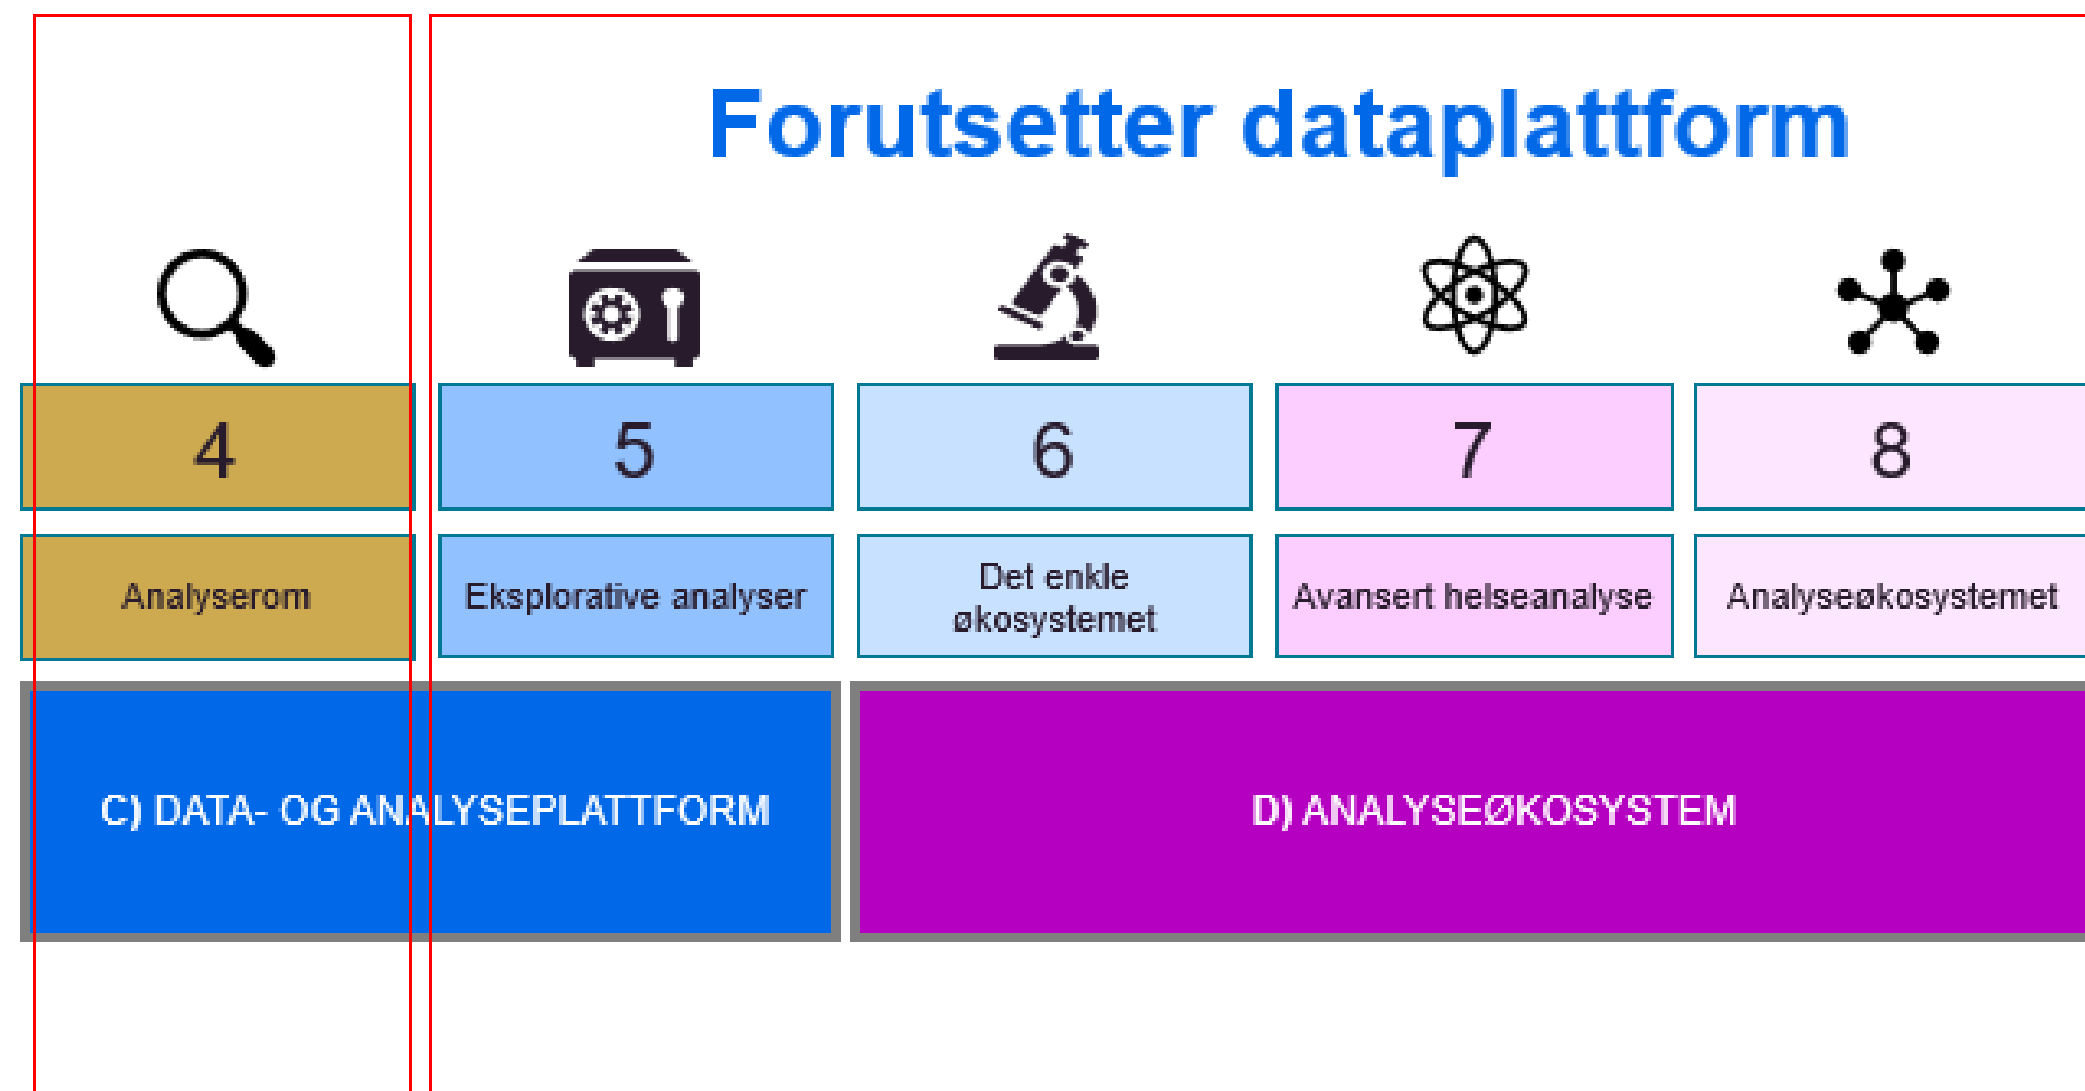 Forutsetter dataplattform
4
5
6
7
8
Analyserom
Eksplorative analyser
Det enkle
økosystemet
Avansert helseanalyse
Analyseøkosystemet
C) DATA- OG ANALYSEPLATTFORM
D) ANALYSEØKOSYSTEM